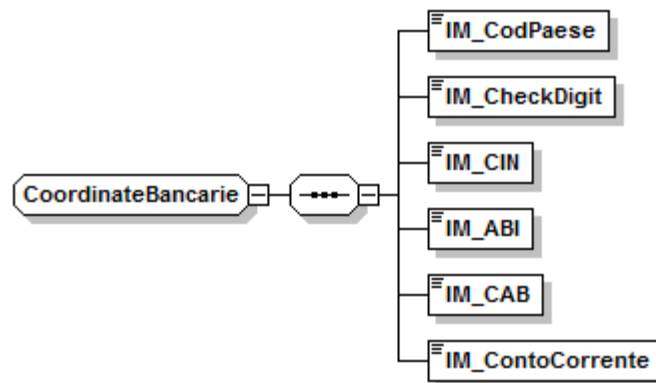 IM_CodPaese
IM_CheckDigit
CoordinateBancarie
IM_CIN
IM_ABI
IM_CAB
IM_ContoCorrente